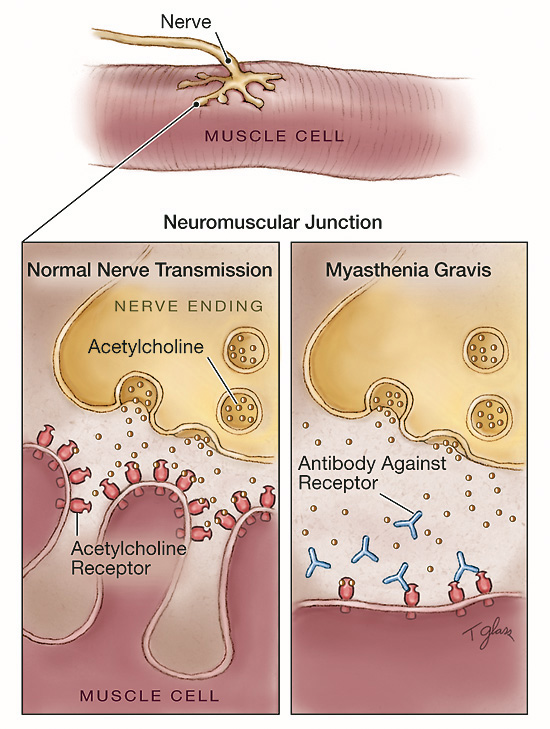 Nerve
MUSCLE CELL
Neuromuscular Junction
Normal Nerve Transmission
NERVE ENDING
Acetylcholine
Acetylcholine
Receptor
MUSCLE CELL
Myasthenia Gravis
Antibody Against
Receptor
T glass